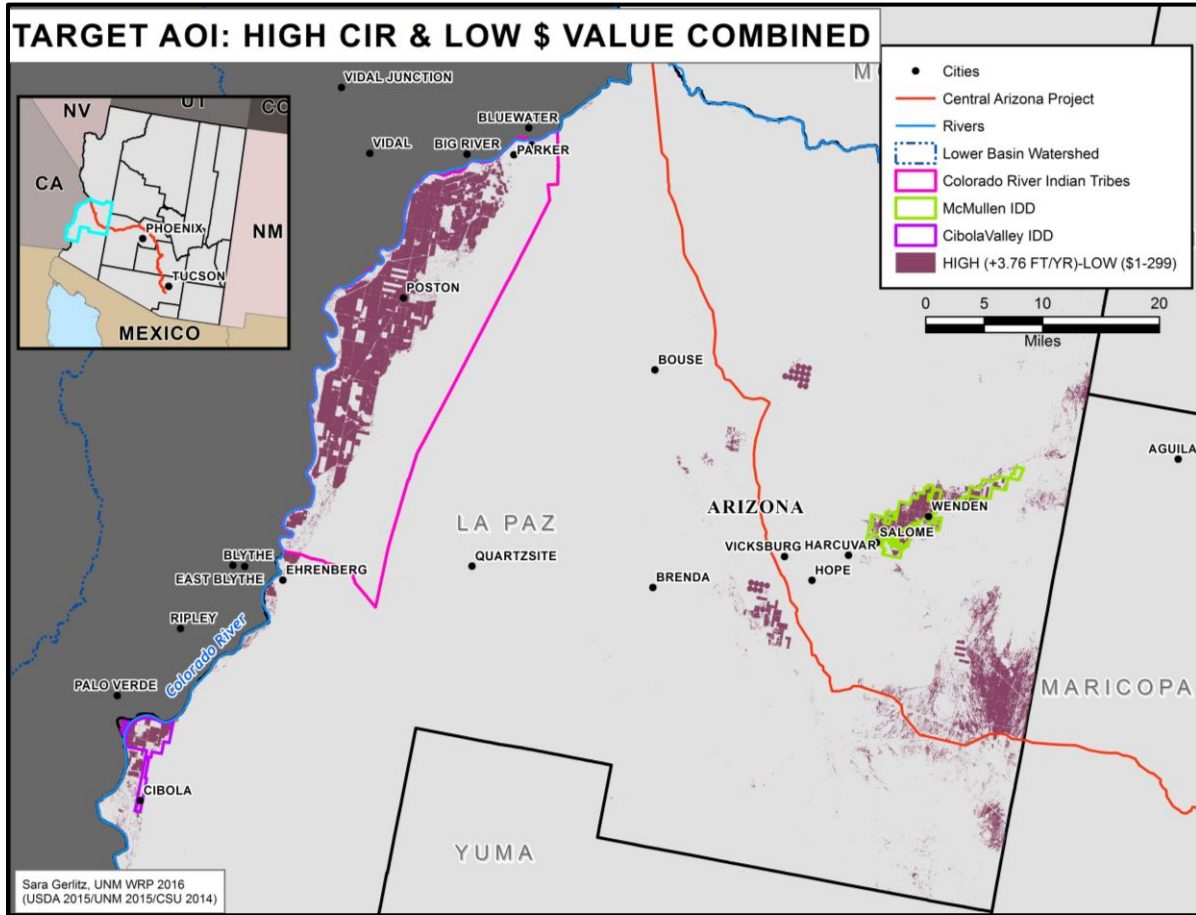 TARGET AOI: HIGH CIR & LOW $ VALUE COMBINED
Cities
Central Arizona Project
Rivers
Lower Basin Watershed
Colorado River Indian Tribes
McMullen IDD
CibolaValley IDD
HIGH (+3.76 FT/YR)-LOW ($1-299)
0 5 10 20
Miles
NV
UT
CO
CA
NM
PHOENIX
TUCSON
MEXICO
VIDAL JUNCTION
BLUEWATER
VIDAL
BIG RIVER
PARKER
POSTON
BOUSE
AGUILA
ARIZONA
WENDEN
LA PAZ
SALOME
VICKSBURG
HARCUVAR
QUARTZSITE
HOPE
BRENDA
BLYTHE
EAST BLYTHE
EHRENBERG
RIPLEY
Colorado River
PALO VERDE
MARICOPA
CIBOLA
YUMA
Sara Gerlitz, UNM WRP 2016
(USDA 2015/UNM 2015/CSU 2014)